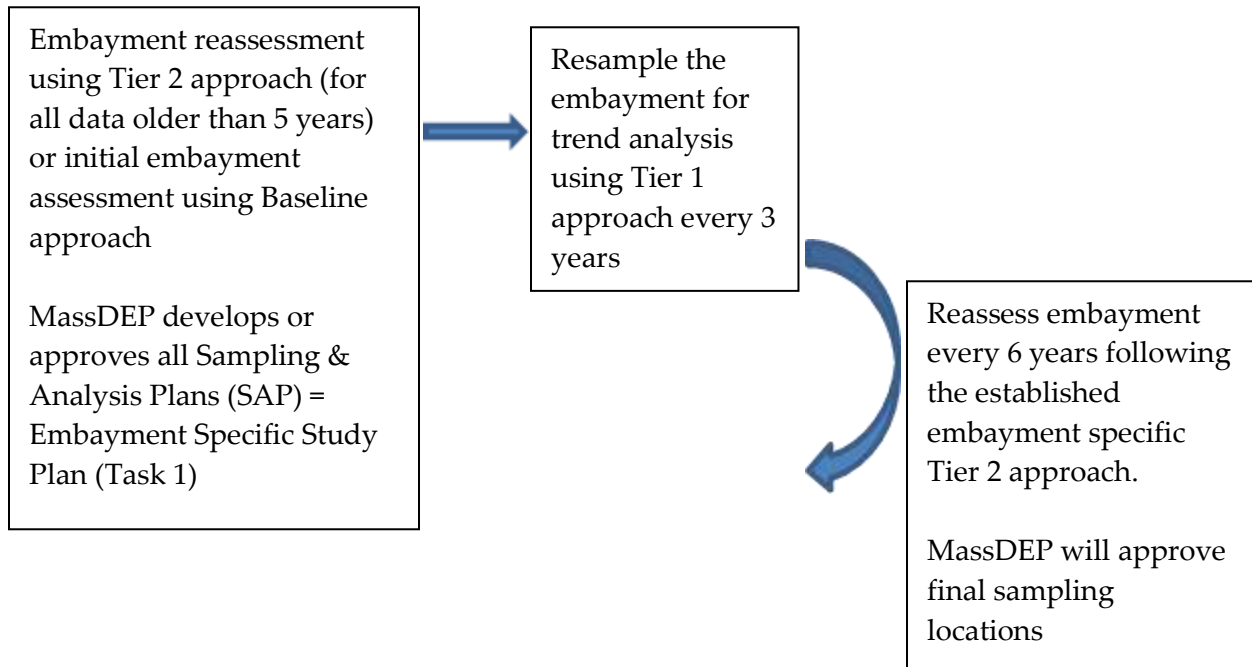 Embayment reassessment
using Tier 2 approach (for
all data older than 5 years)
or initial embayment
assessment using Baseline
approach
MassDEP develops or
approves all Sampling &
Analysis Plans (SAP) =
Embayment Specific Study
Plan (Task 1)
Resample the
embayment for
trend analysis
using Tier 1
approach every 3
years
Reassess embayment
every 6 years following
the established
embayment specific
Tier 2 approach.
MassDEP will approve
final sampling
locations